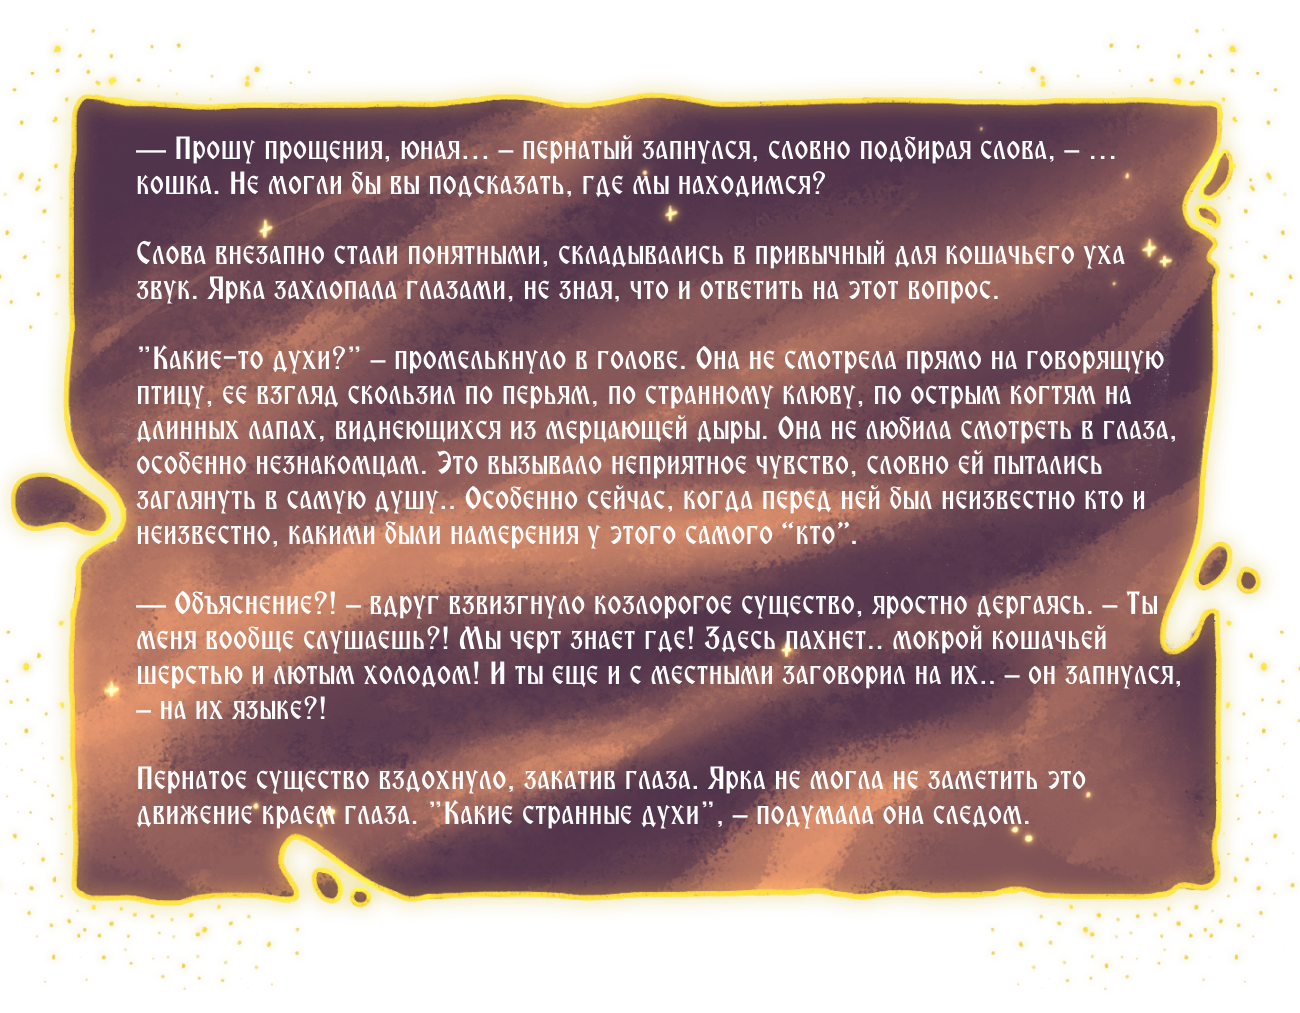 — Прошу прощения, юная... – пернатый запнулся, словно подбирая слова, – ...
кошка. Не могли бы вы подсказать, где мы находимся?
Слова внезапно стали понятными, складывались в привычный для кошачьего уха
звук. Ярка захлопала глазами, не зная, что и ответить на этот вопрос.
”Какие-то духи?” – промелькнуло в голове. Она не смотрела прямо на говорящую
птицу, ее взгляд скользил по перьям, по странному клюву, по острым когтям на
длинных лапах, виднеющихся из мерцающей дыры. Она не любила смотреть в глаза,
особенно незнакомцам. Это вызывало неприятное чувство, словно ей пытались
заглянуть в самую душу.. Особенно сейчас, когда перед ней был неизвестно кто и
неизвестно, какими были намерения у этого самого “кто”.
— Объяснение?! – вдруг взвизгнуло козлорогое существо, яростно дергаясь. – Ты
меня вообще слушаешь?! Мы черт знает где! Здесь пахнет.. мокрой кошачьей
шерстью и лютым холодом! И ты еще и с местными заговорил на их.. – он запнулся,
– на их языке?!
Пернатое существо вздохнуло, закатив глаза. Ярка не могла не заметить это
движение краем глаза. ”Какие странные духи”, – подумала она следом.